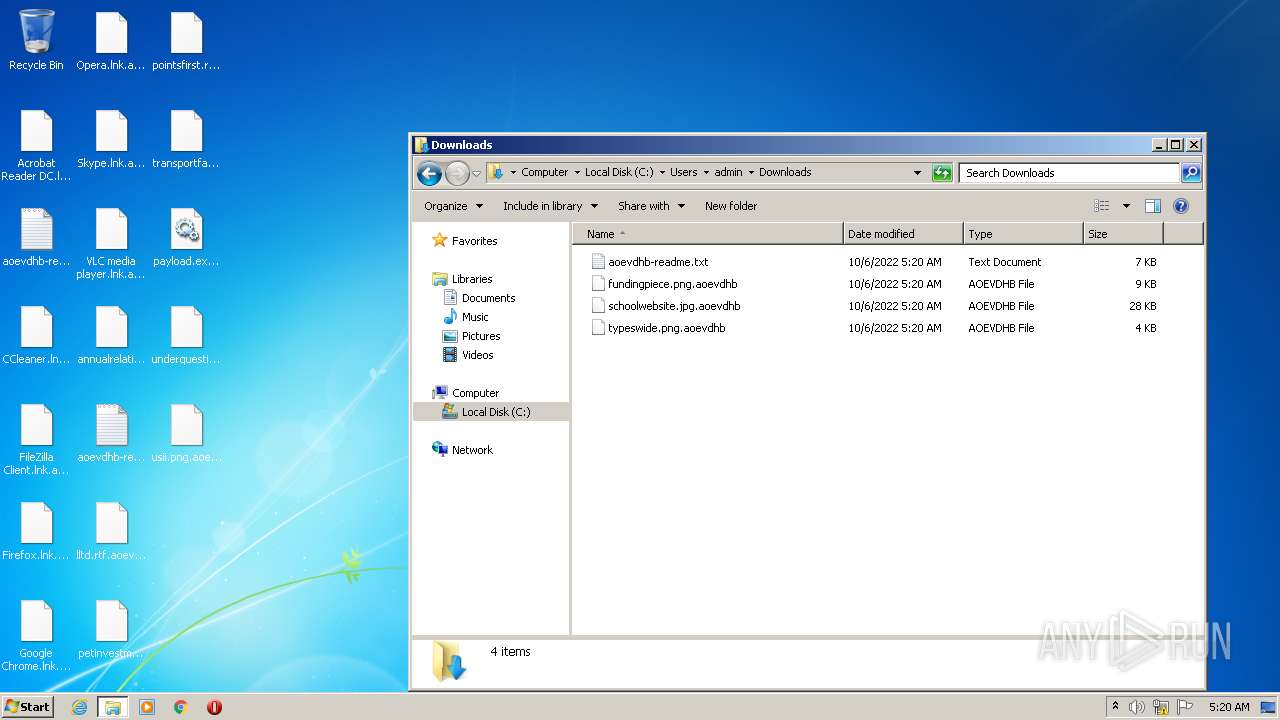 Recycle Bin
Opera.lnk.a...
pointsfirst.r...
Acrobat
Reader DC.l...
Skype.lnk.a...
transportfa...
aoevdhb-re...
VLC media
player.lnk.a...
payload.ex...
CCleaner.ln...
annualrelati...
underquesti...
FileZilla
Client.lnk.a...
aoevdhb-re...
usii.png.aoe...
Firefox.lnk....
lltd.rtf.aoev...
Google
Chrome.lnk....
petinvestm...
Downloads
Computer Local Disk (C:) Users admin Downloads
Search Downloads
Organize Include in library Share with New folder
Favorites
Libraries
Documents
Music
Pictures
Videos
Computer
Local Disk (C:)
Network
Name Date modified Type Size
aoevdhb-readme.txt 10/6/2022 5:20 AM Text Document 7 KB
fundingpiece.png.aoevdhb 10/6/2022 5:20 AM AOEVDHB File 9 KB
schoolwebsite.jpg.aoevdhb 10/6/2022 5:20 AM AOEVDHB File 28 KB
typeswide.png.aoevdhb 10/6/2022 5:20 AM AOEVDHB File 4 KB
4 items
ANY RUN
Start
5:20 AM